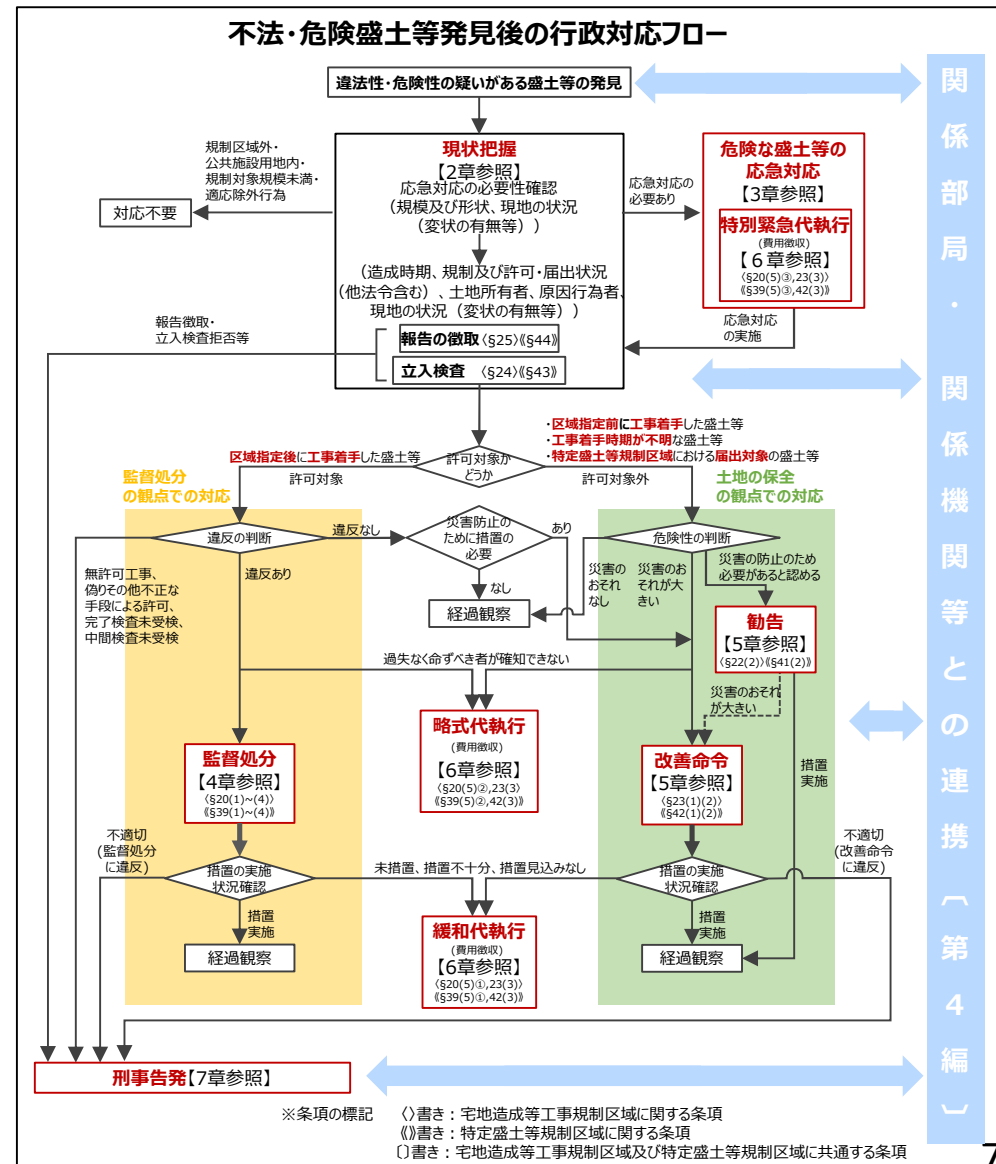 不法・危険盛土等発見後の行政対応フロー
違法性・危険性の疑いがある盛土等の発見
規制区域外・
公共施設用地内・
規制対象規模未満・
適応除外行為
対応不要
現状把握
【2章参照】
応急対応の必要性確認
（規模及び形状、現地の状況
（変状の有無等））
（造成時期、規制及び許可・届出状況
（他法令含む）、土地所有者、原因行為者、
現地の状況（変状の有無等））
報告の徴取〈§25〉《§44》
立入検査 〈§24〉《§43》
応急対応の
必要あり
危険な盛土等の
応急対応
【3章参照】
特別緊急代執行
(費用徴収)
【６章参照】
〈§20(5)③,23(3)〉
《§39(5)③,42(3)》
応急対応
の実施
報告徴取・
立入検査拒否等
・区域指定前に工事着手した盛土等
・工事着手時期が不明な盛土等
・特定盛土等規制区域における届出対象の盛土等
区域指定後に工事着手した盛土等
許可対象か
どうか
許可対象
許可対象外
監督処分
の観点での対応
土地の保全
の観点での対応
違反の判断
違反なし
災害防止の
ために措置の
必要
あり
なし
経過観察
危険性の判断
無許可工事、
偽りその他不正な
手段による許可、
完了検査未受検、
中間検査未受検
違反あり
災害の
おそれ
なし
災害のお
それが大
きい
災害の防止のため
必要があると認める
勧告
【5章参照】
〈§22(2)〉《§41(2)》
過失なく命ずべき者が確知できない
災害のおそれ
が大きい
略式代執行
(費用徴収)
【6章参照】
〈§20(5)②,23(3)〉
《§39(5)②,42(3)》
監督処分
【4章参照】
〈§20(1)~(4)〉
《§39(1)~(4)》
改善命令
【5章参照】
〈§23(1)(2)〉
《§42(1)(2)》
措置
実施
不適切
(監督処分
に違反)
措置の実施
状況確認
未措置、措置不十分、措置見込みなし
措置の実施
状況確認
不適切
(改善命令
に違反)
措置
実施
経過観察
緩和代執行
(費用徴収)
【6章参照】
〈§20(5)①,23(3)〉
《§39(5)①,42(3)》
措置
実施
経過観察
刑事告発【7章参照】
関係部局・関係機関等との連携〔第４編〕
※条項の標記 〈〉書き：宅地造成等工事規制区域に関する条項
《》書き：特定盛土等規制区域に関する条項
〔〕書き：宅地造成等工事規制区域及び特定盛土等規制区域に共通する条項
7